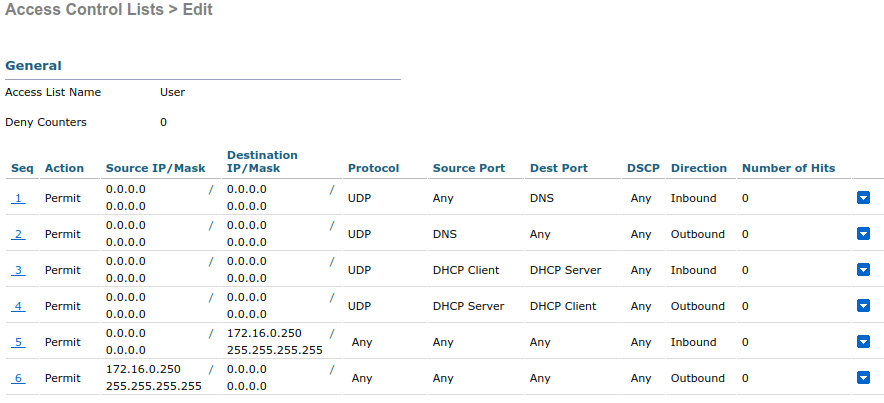 Access Control Lists > Edit
General
Access List Name User
Deny Counters 0
Seq Action Source IP/Mask Destination IP/Mask Protocol Source Port Dest Port DSCP Direction Number of Hits
1 Permit 0.0.0.0 / 0.0.0.0 0.0.0.0 / 0.0.0.0 UDP Any DNS Any Inbound 0
2 Permit 0.0.0.0 / 0.0.0.0 0.0.0.0 / 0.0.0.0 UDP DNS Any Any Outbound 0
3 Permit 0.0.0.0 / 0.0.0.0 0.0.0.0 / 0.0.0.0 UDP DHCP Client DHCP Server Any Inbound 0
4 Permit 0.0.0.0 / 0.0.0.0 0.0.0.0 / 0.0.0.0 UDP DHCP Server DHCP Client Any Outbound 0
5 Permit 0.0.0.0 / 0.0.0.0 172.16.0.250 / 255.255.255.255 Any Any Any Any Inbound 0
6 Permit 172.16.0.250 / 255.255.255.255 0.0.0.0 / 0.0.0.0 Any Any Any Any Outbound 0